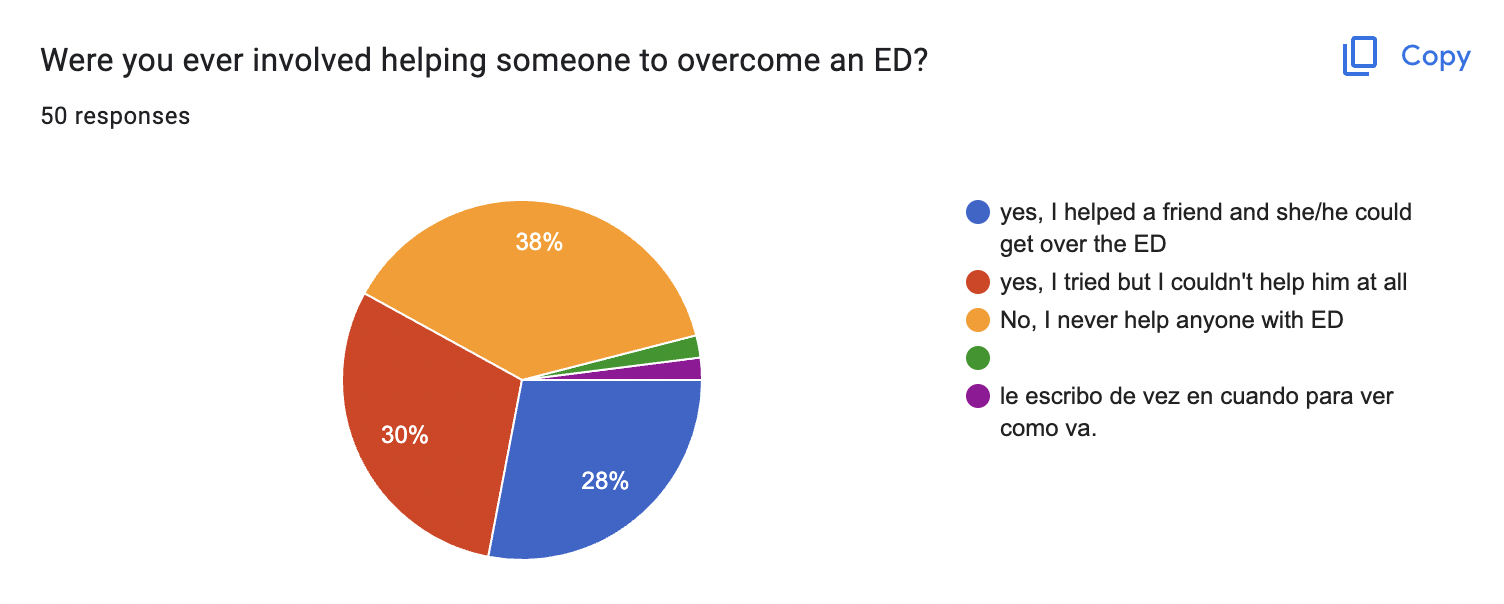 Were you ever involved helping someone to overcome an ED?
Copy
50 responses
38%
30%
28%
yes, I helped a friend and she/he could
get over the ED
yes, I tried but I couldn't help him at all
No, I never help anyone with ED
le escribo de vez en cuando para ver
como va.